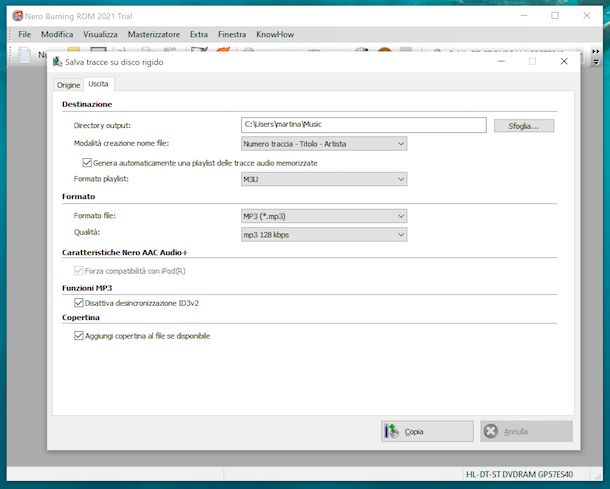 Nero Burning ROM 2021 Trial
File Modifica Visualizza Masterizzatore Extra Finestra KnowHow
Salva tracce su disco rigido
Origine Uscita
Destinazione
Directory output: C:\Users\martina\Music Sfoglia...
Modalità creazione nome file: Numero traccia - Titolo - Artista
Genera automaticamente una playlist delle tracce audio memorizzate
Formato playlist: M3U
Formato
Formato file: MP3 (*.mp3)
Qualità: mp3 128 kbps
Caratteristiche Nero AAC Audio+
Forza compatibilità con iPod(R)
Funzioni MP3
Disattiva desincronizzazione ID3v2
Copertina
Aggiungi copertina al file se disponibile
Copia Annulla
HL-DT-ST DVDRAM GP57ES40